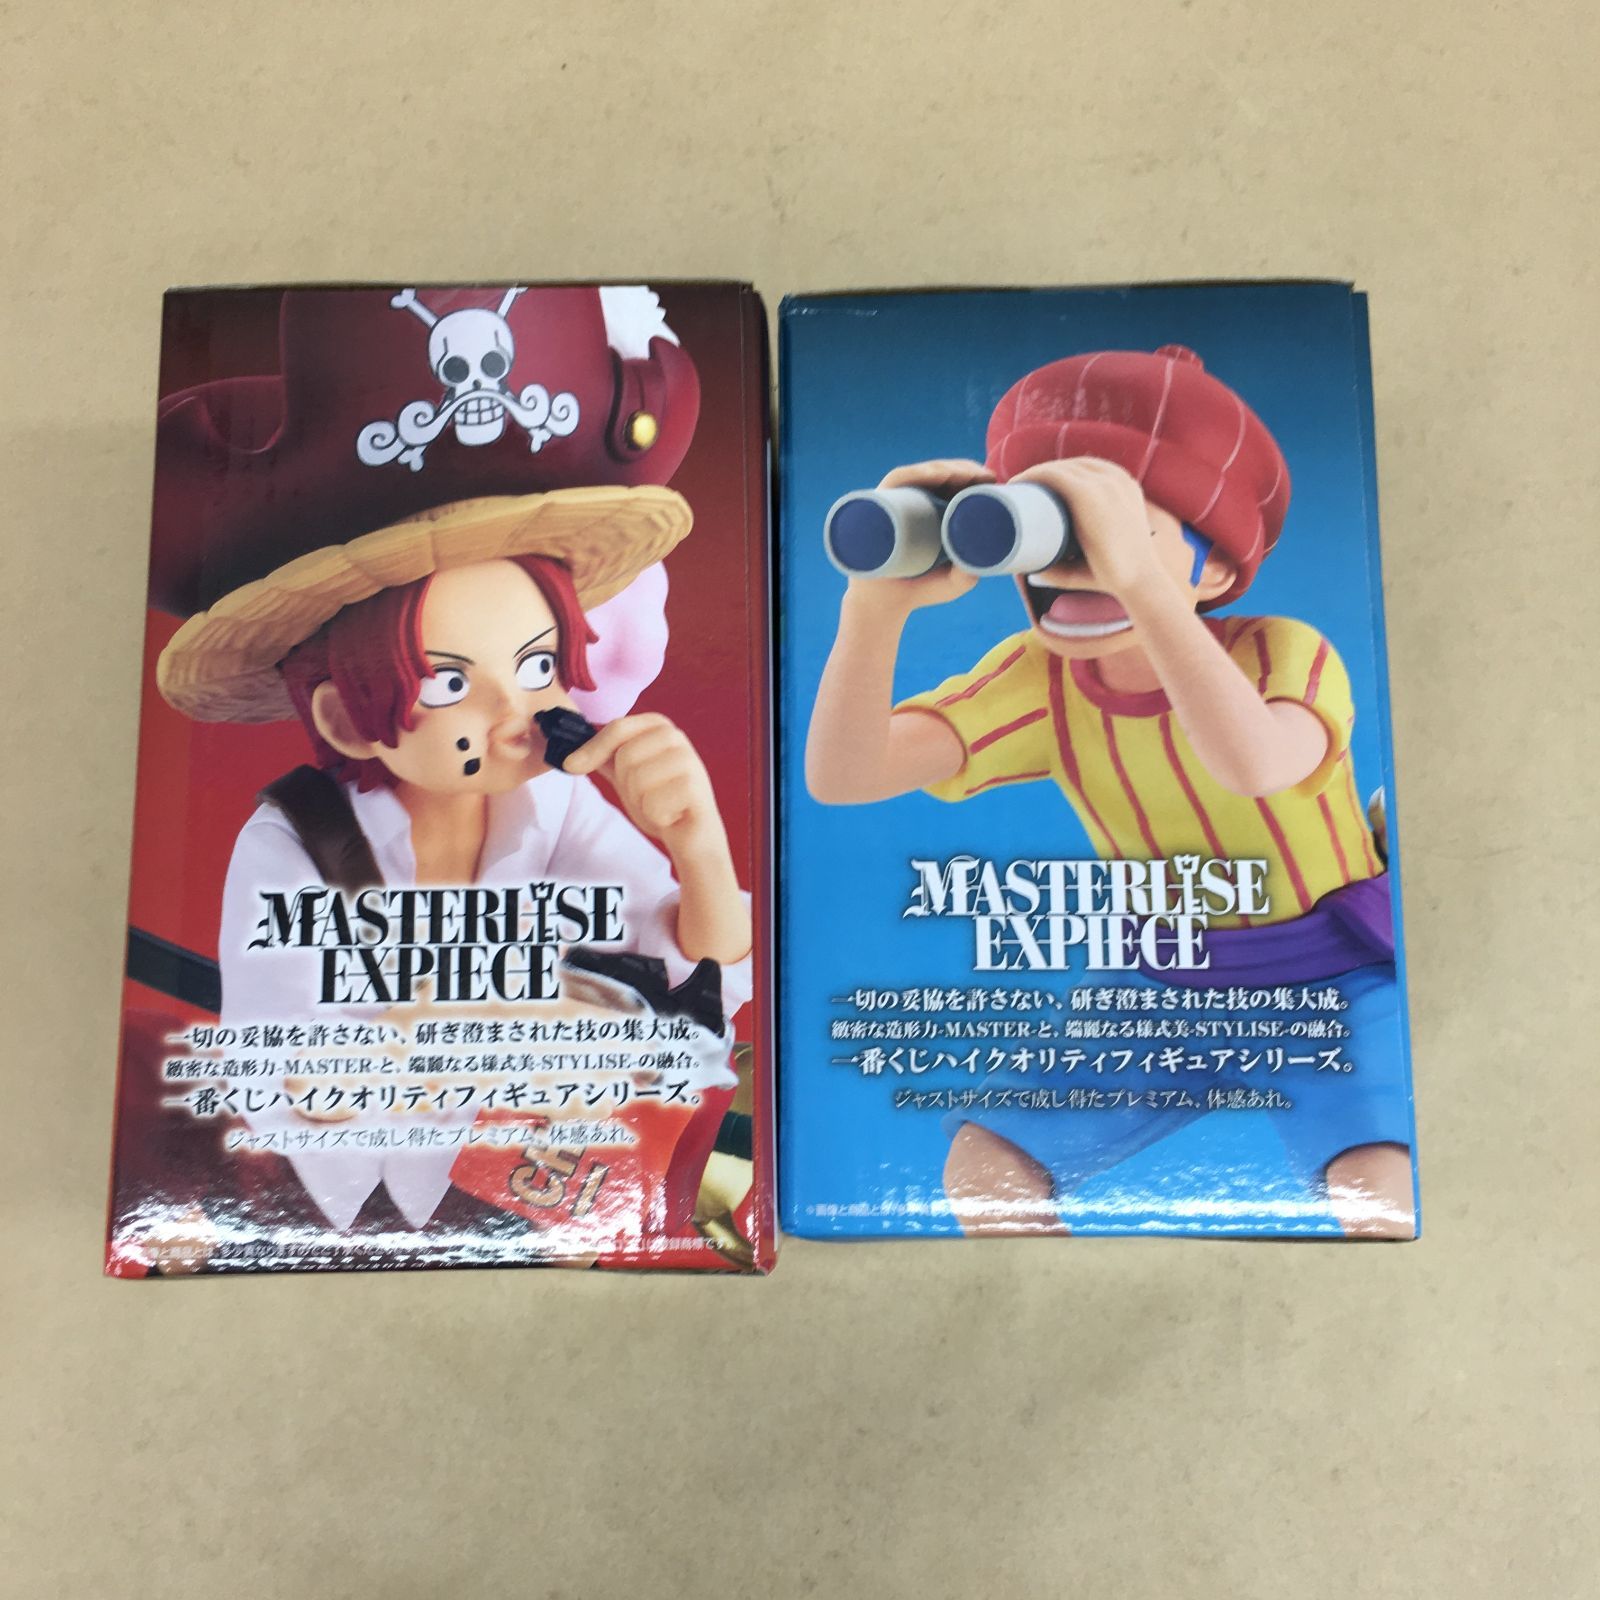 MASTERLISE
EXPIECE
一切の妥協を許さない、研ぎ澄まされた技の集大成。
緻密な造形力-MASTER-と、端麗なる様式美-STYLISE-の融合。
一番くじハイクオリティフィギュアシリーズ。
ジャストサイズで成し得たプレミアム、体感あれ。
MASTERLISE
EXPIECE
一切の妥協を許さない、研ぎ澄まされた技の集大成。
緻密な造形力-MASTER-と、端麗なる様式美-STYLISE-の融合。
一番くじハイクオリティフィギュアシリーズ。
ジャストサイズで成し得たプレミアム、体感あれ。
※画像と商品とは